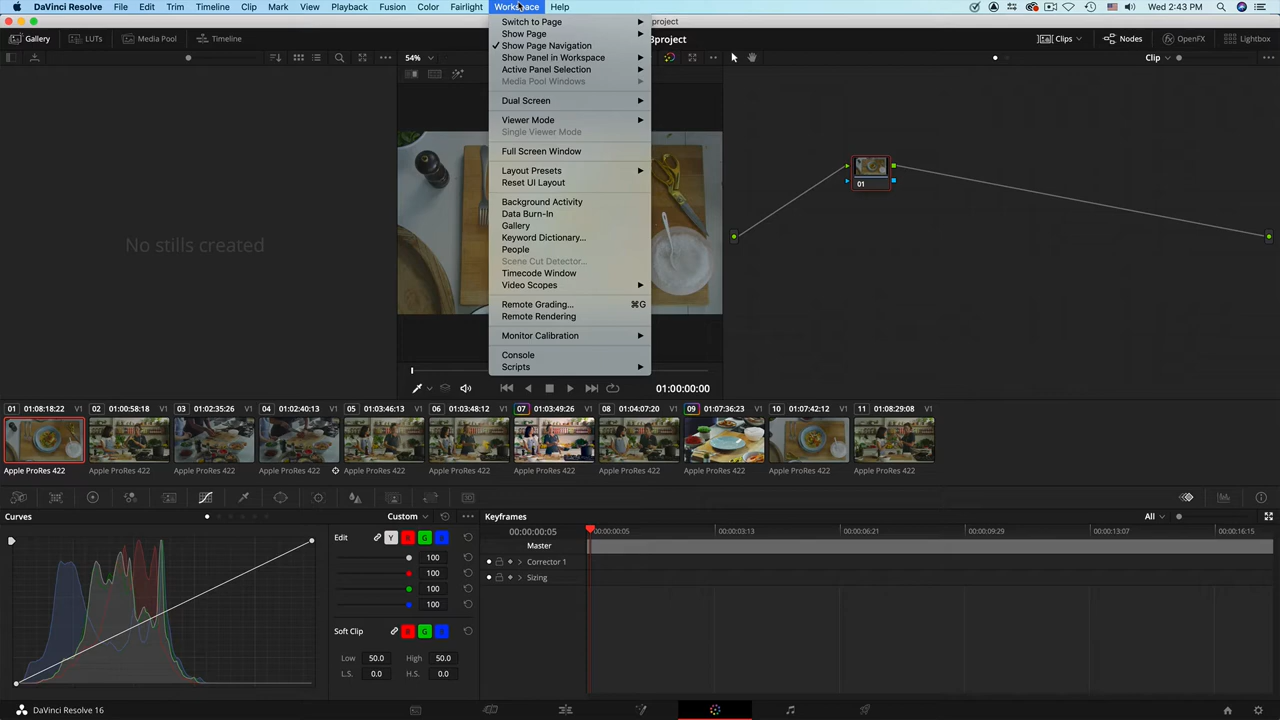 DaVinci Resolve File Edit Trim Timeline Clip Mark View Playback Fusion Color Fairlight Workspace Help Wed 2:43 PM
project
Gallery LUTs Media Pool Timeline
project Clips Nodes OpenFX Lightbox
54% Clip
Switch to Page
Show Page
Show Page Navigation
Show Panel in Workspace
Active Panel Selection
Media Pool Windows
Dual Screen
Viewer Mode
Single Viewer Mode
Full Screen Window
Layout Presets
Reset UI Layout
Background Activity
Data Burn-In
Gallery
Keyword Dictionary...
People
Scene Cut Detector...
Timecode Window
Video Scopes
Remote Grading... ⌘G
Remote Rendering
Monitor Calibration
Console
Scripts
No stills created
01
01:00:00:00
01 01:08:18:22 V1 02 01:00:58:18 V1 03 01:02:35:26 V1 04 01:02:40:13 V1 05 01:03:46:13 V1 06 01:03:48:12 V1 07 01:03:49:26 V1 08 01:04:07:20 V1 09 01:07:36:23 V1 10 01:07:42:12 V1 11 01:08:29:08 V1
Apple ProRes 422 Apple ProRes 422 Apple ProRes 422 Apple ProRes 422 Apple ProRes 422 Apple ProRes 422 Apple ProRes 422 Apple ProRes 422 Apple ProRes 422 Apple ProRes 422 Apple ProRes 422
3D
Curves Custom Keyframes All
00:00:00:05 00:00:00:05 00:00:03:13 00:00:06:21 00:00:09:29 00:00:13:07 00:00:16:15
Edit Y R G B
Master
100
Corrector 1
100
Sizing
100
100
Soft Clip R G B
Low 50.0 High 50.0
L.S. 0.0 H.S. 0.0
DaVinci Resolve 16